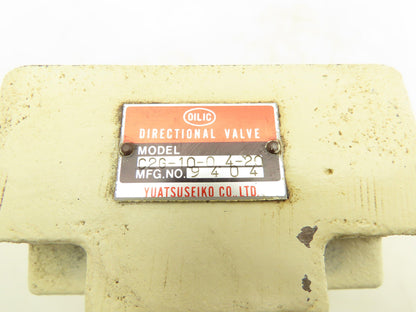 OILIC
DIRECTIONAL VALVE
MODEL
C2G-10-0.4-20
MFG.NO. 9404
YUATSUSEIKO CO.,LTD.